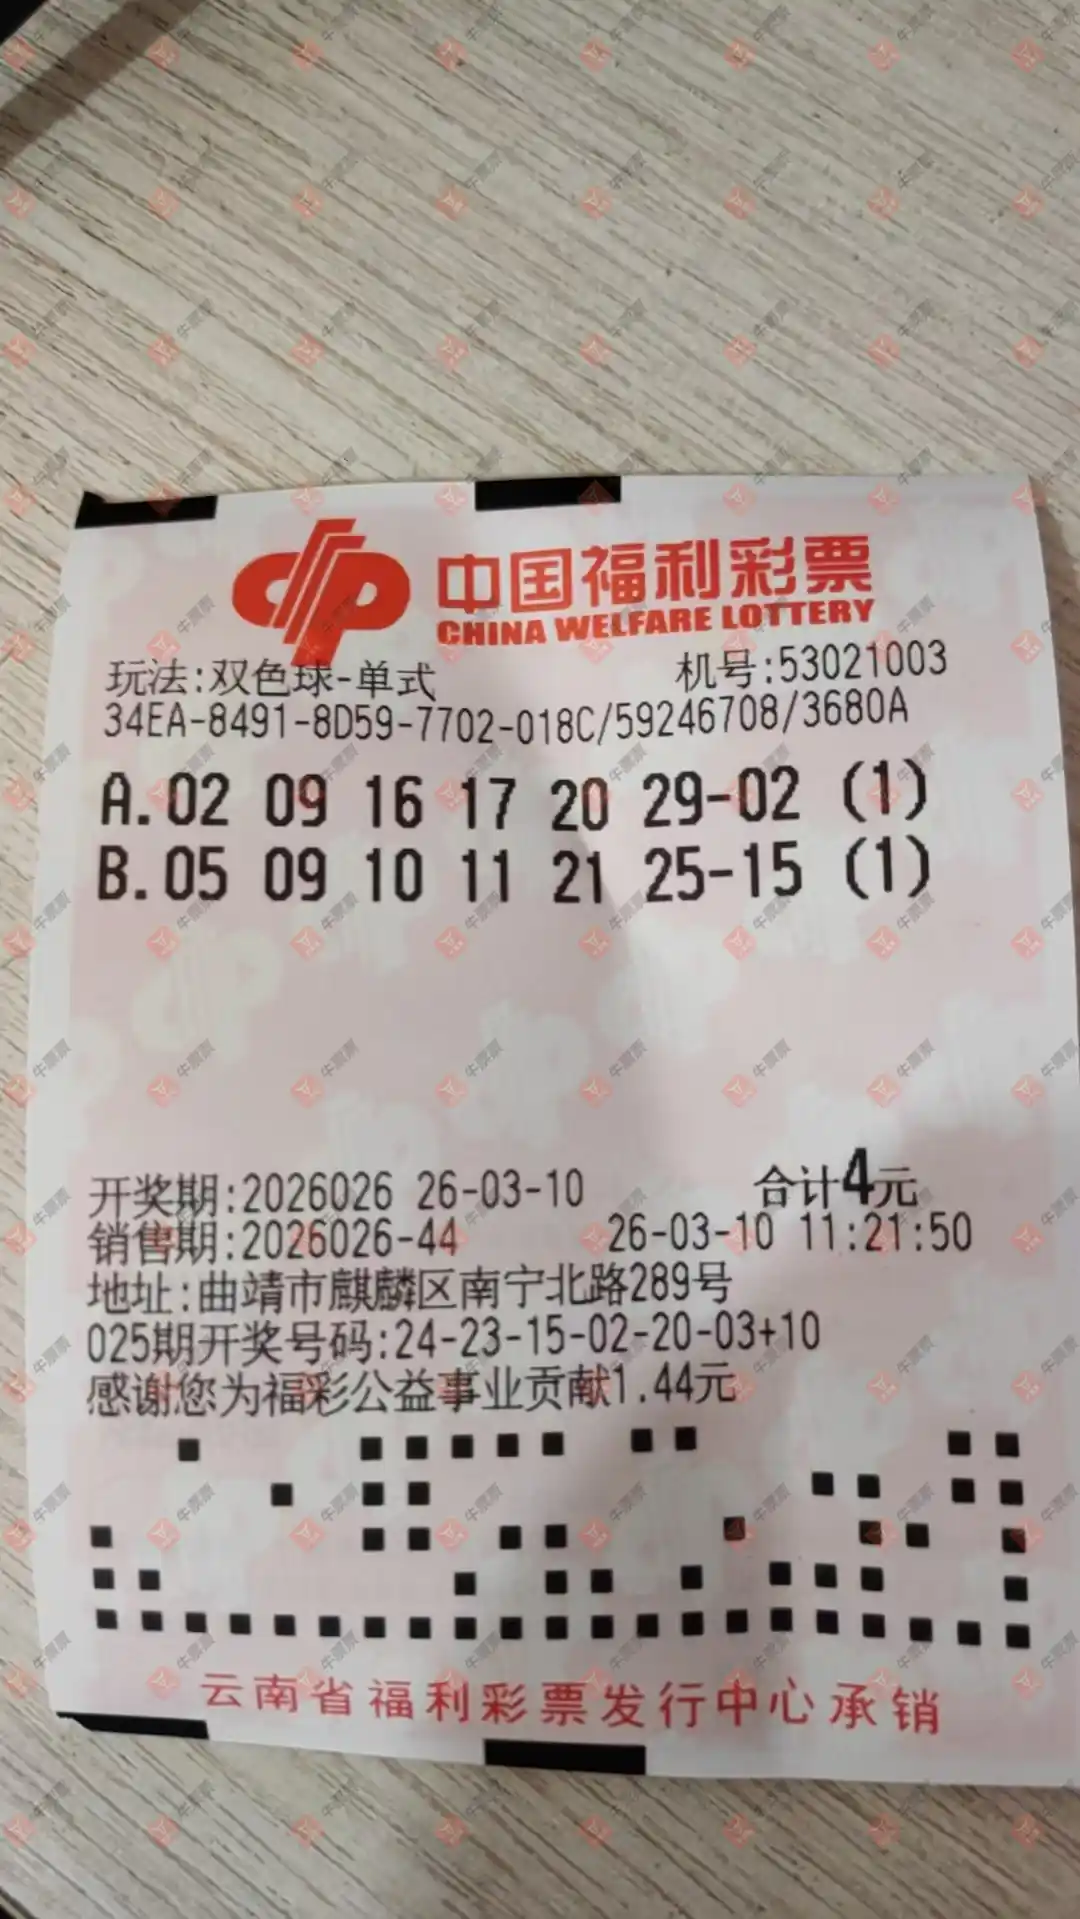 中国福利彩票
CHINA WELFARE LOTTERY
玩法:双色球-单式 机号:53021003
34EA-8491-8D59-7702-018C/59246708/3680A
A.02 09 16 17 20 29-02 (1)
B.05 09 10 11 21 25-15 (1)
开奖期:2026026 26-03-10 合计4元
销售期:2026026-44 26-03-10 11:21:50
地址:曲靖市麒麟区南宁北路289号
025期开奖号码:24-23-15-02-20-03+10
感谢您为福彩公益事业贡献1.44元
云南省福利彩票发行中心承销
牛票票